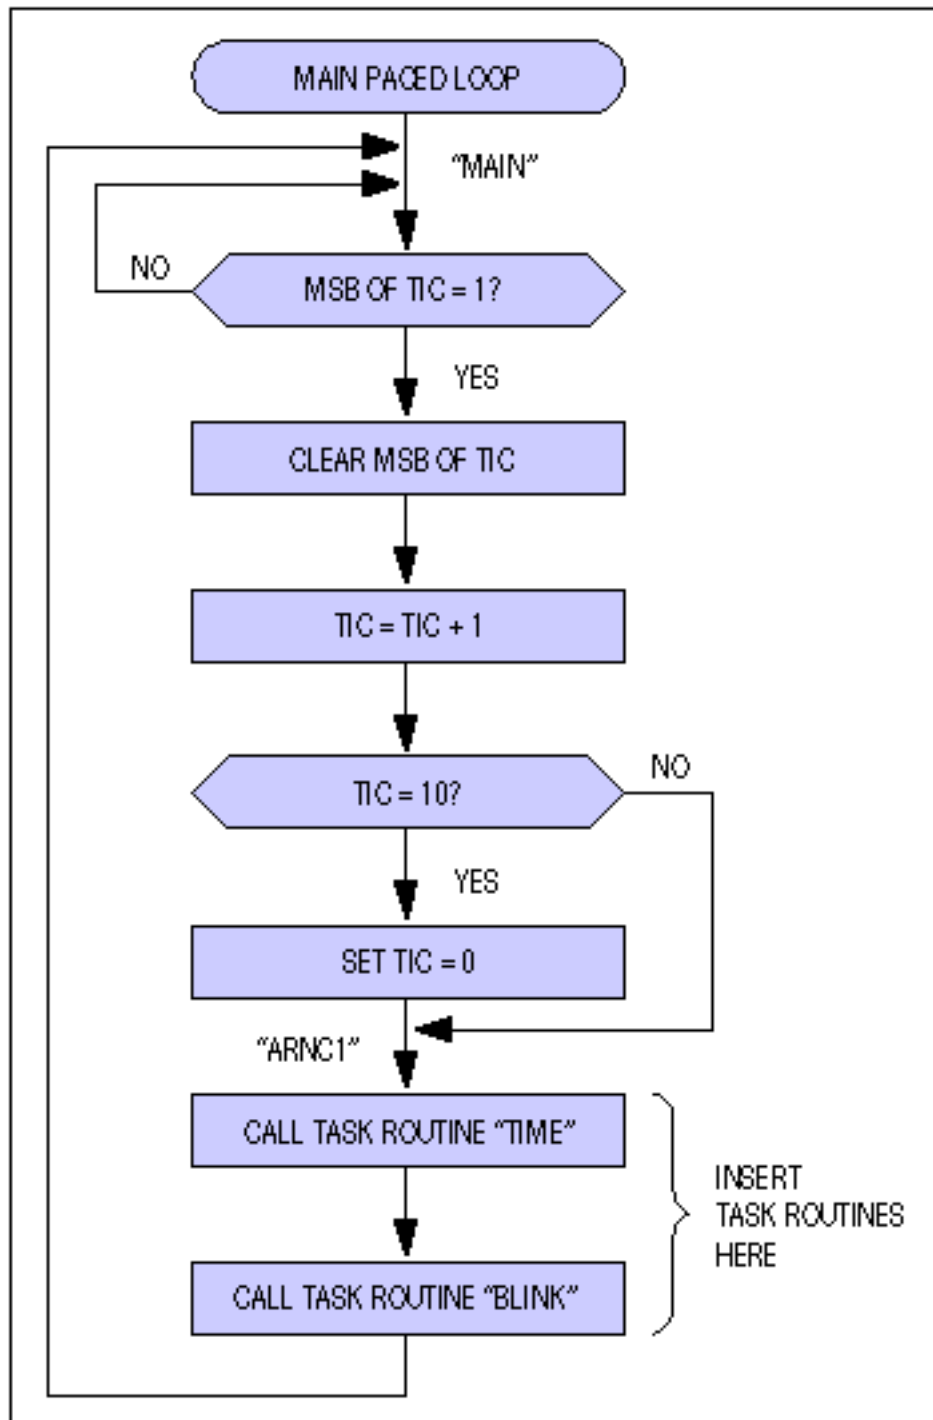 MAIN PACED LOOP
“MAIN”
NO
MSB OF TIC = 1?
YES
CLEAR MSB OF TIC
TIC = TIC + 1
NO
TIC = 10?
YES
SET TIC = 0
“ARNC1”
CALL TASK ROUTINE “TIME”
INSERT
TASK ROUTINES
HERE
CALL TASK ROUTINE “BLINK”